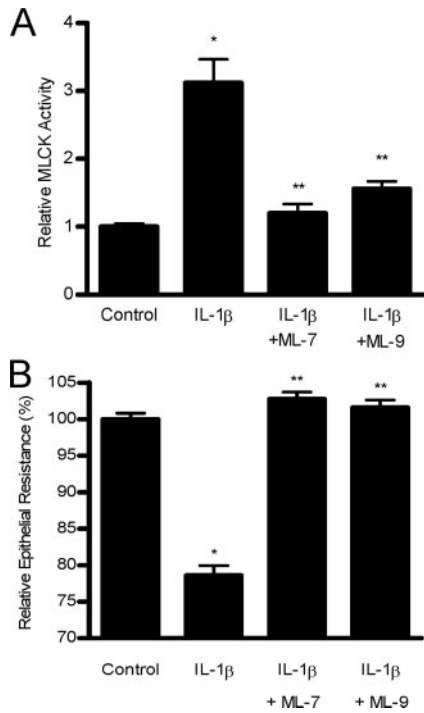 A
Relative MLCK Activity
4
3
2
1
0
*
**
**
Control
IL-1β
IL-1β
IL-1β
+ML-7
+ML-9
B
Relative Epithelial Resistance (%)
105
100
95
90
85
80
75
70
*
**
**
Control
IL-1β
IL-1β
IL-1β
+ ML-7
+ ML-9